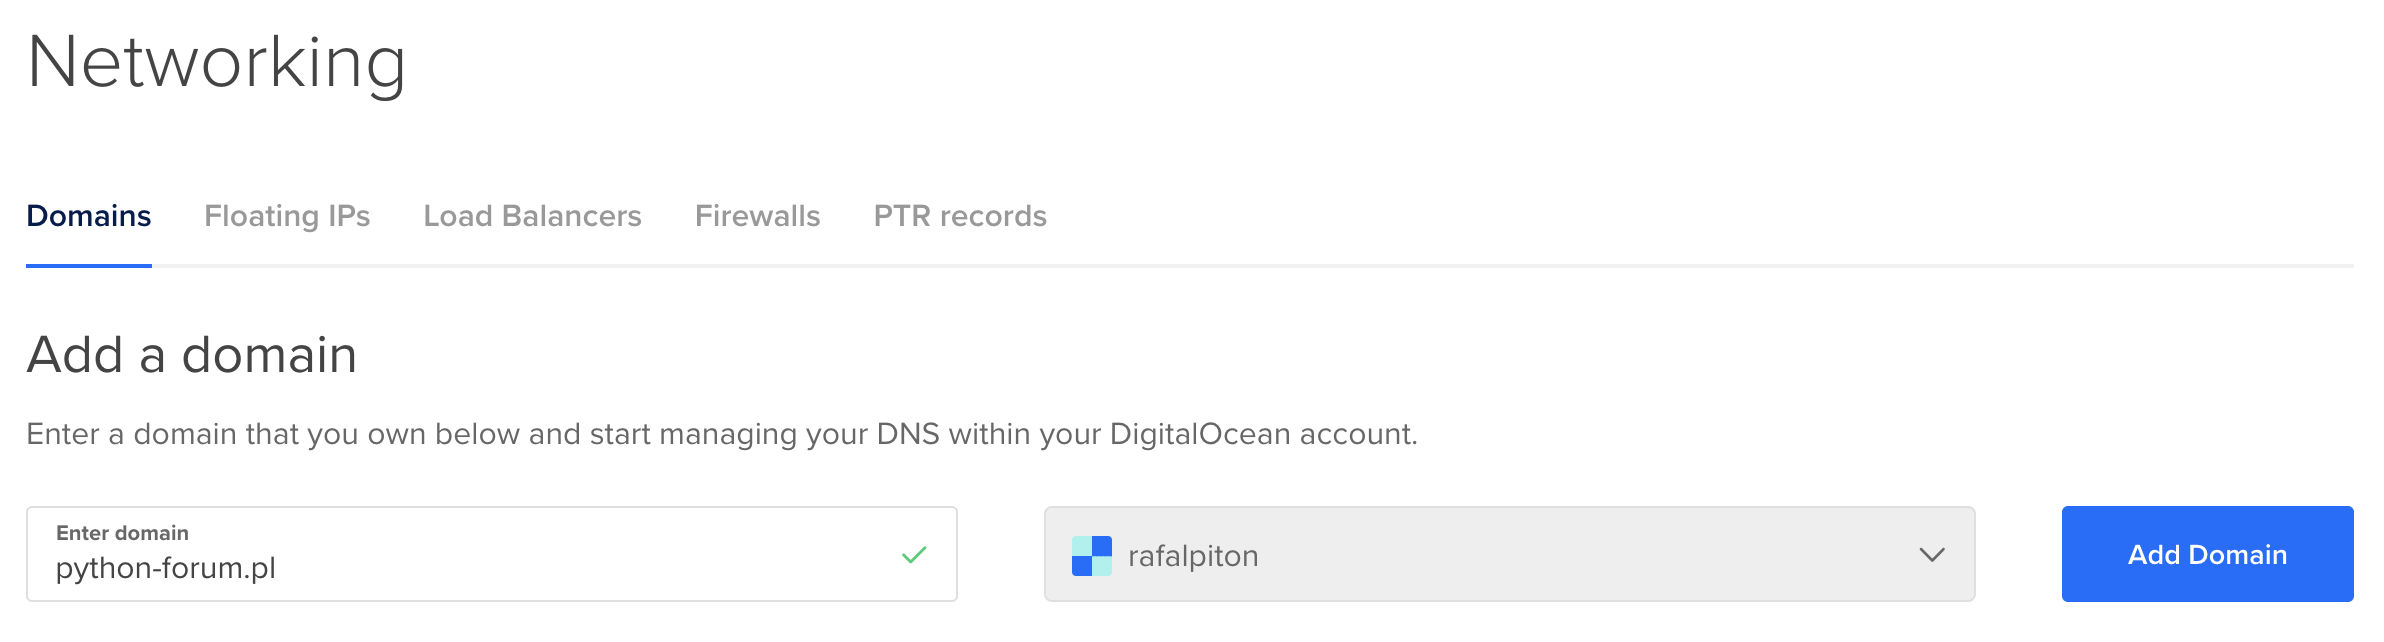 Networking
Domains Floating IPs Load Balancers Firewalls PTR records
Add a domain
Enter a domain that you own below and start managing your DNS within your DigitalOcean account.
Enter domain
python-forum.pl
rafalpiton
Add Domain